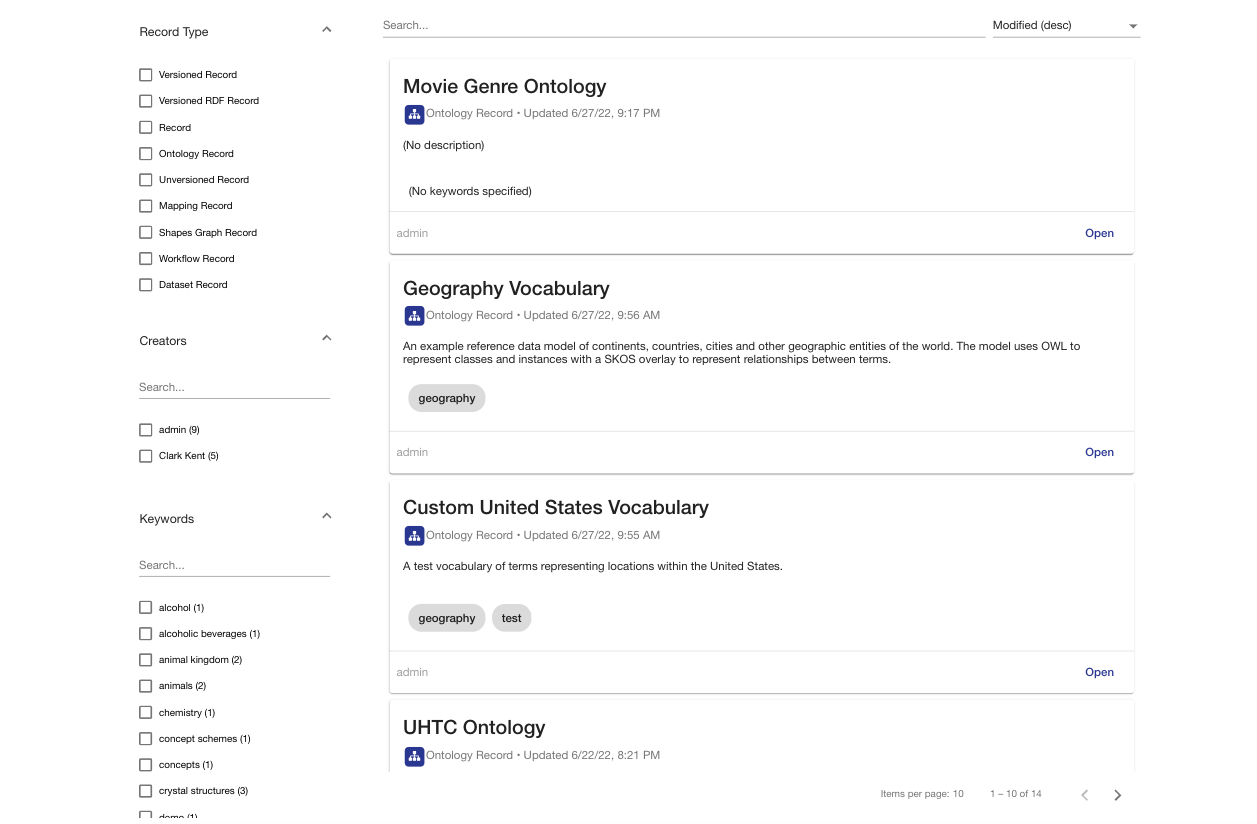 Record Type
Versioned Record
Versioned RDF Record
Record
Ontology Record
Unversioned Record
Mapping Record
Shapes Graph Record
Workflow Record
Dataset Record
Creators
Search...
admin (9)
Clark Kent (5)
Keywords
Search...
alcohol (1)
alcoholic beverages (1)
animal kingdom (2)
animals (2)
chemistry (1)
concept schemes (1)
concepts (1)
crystal structures (3)
demo (1)
Search...
Modified (desc)
Movie Genre Ontology
Ontology Record • Updated 6/27/22, 9:17 PM
(No description)
(No keywords specified)
admin
Open
Geography Vocabulary
Ontology Record • Updated 6/27/22, 9:56 AM
An example reference data model of continents, countries, cities and other geographic entities of the world. The model uses OWL to
represent classes and instances with a SKOS overlay to represent relationships between terms.
geography
admin
Open
Custom United States Vocabulary
Ontology Record • Updated 6/27/22, 9:55 AM
A test vocabulary of terms representing locations within the United States.
geography test
admin
Open
UHTC Ontology
Ontology Record • Updated 6/22/22, 8:21 PM
Items per page: 10 1 – 10 of 14